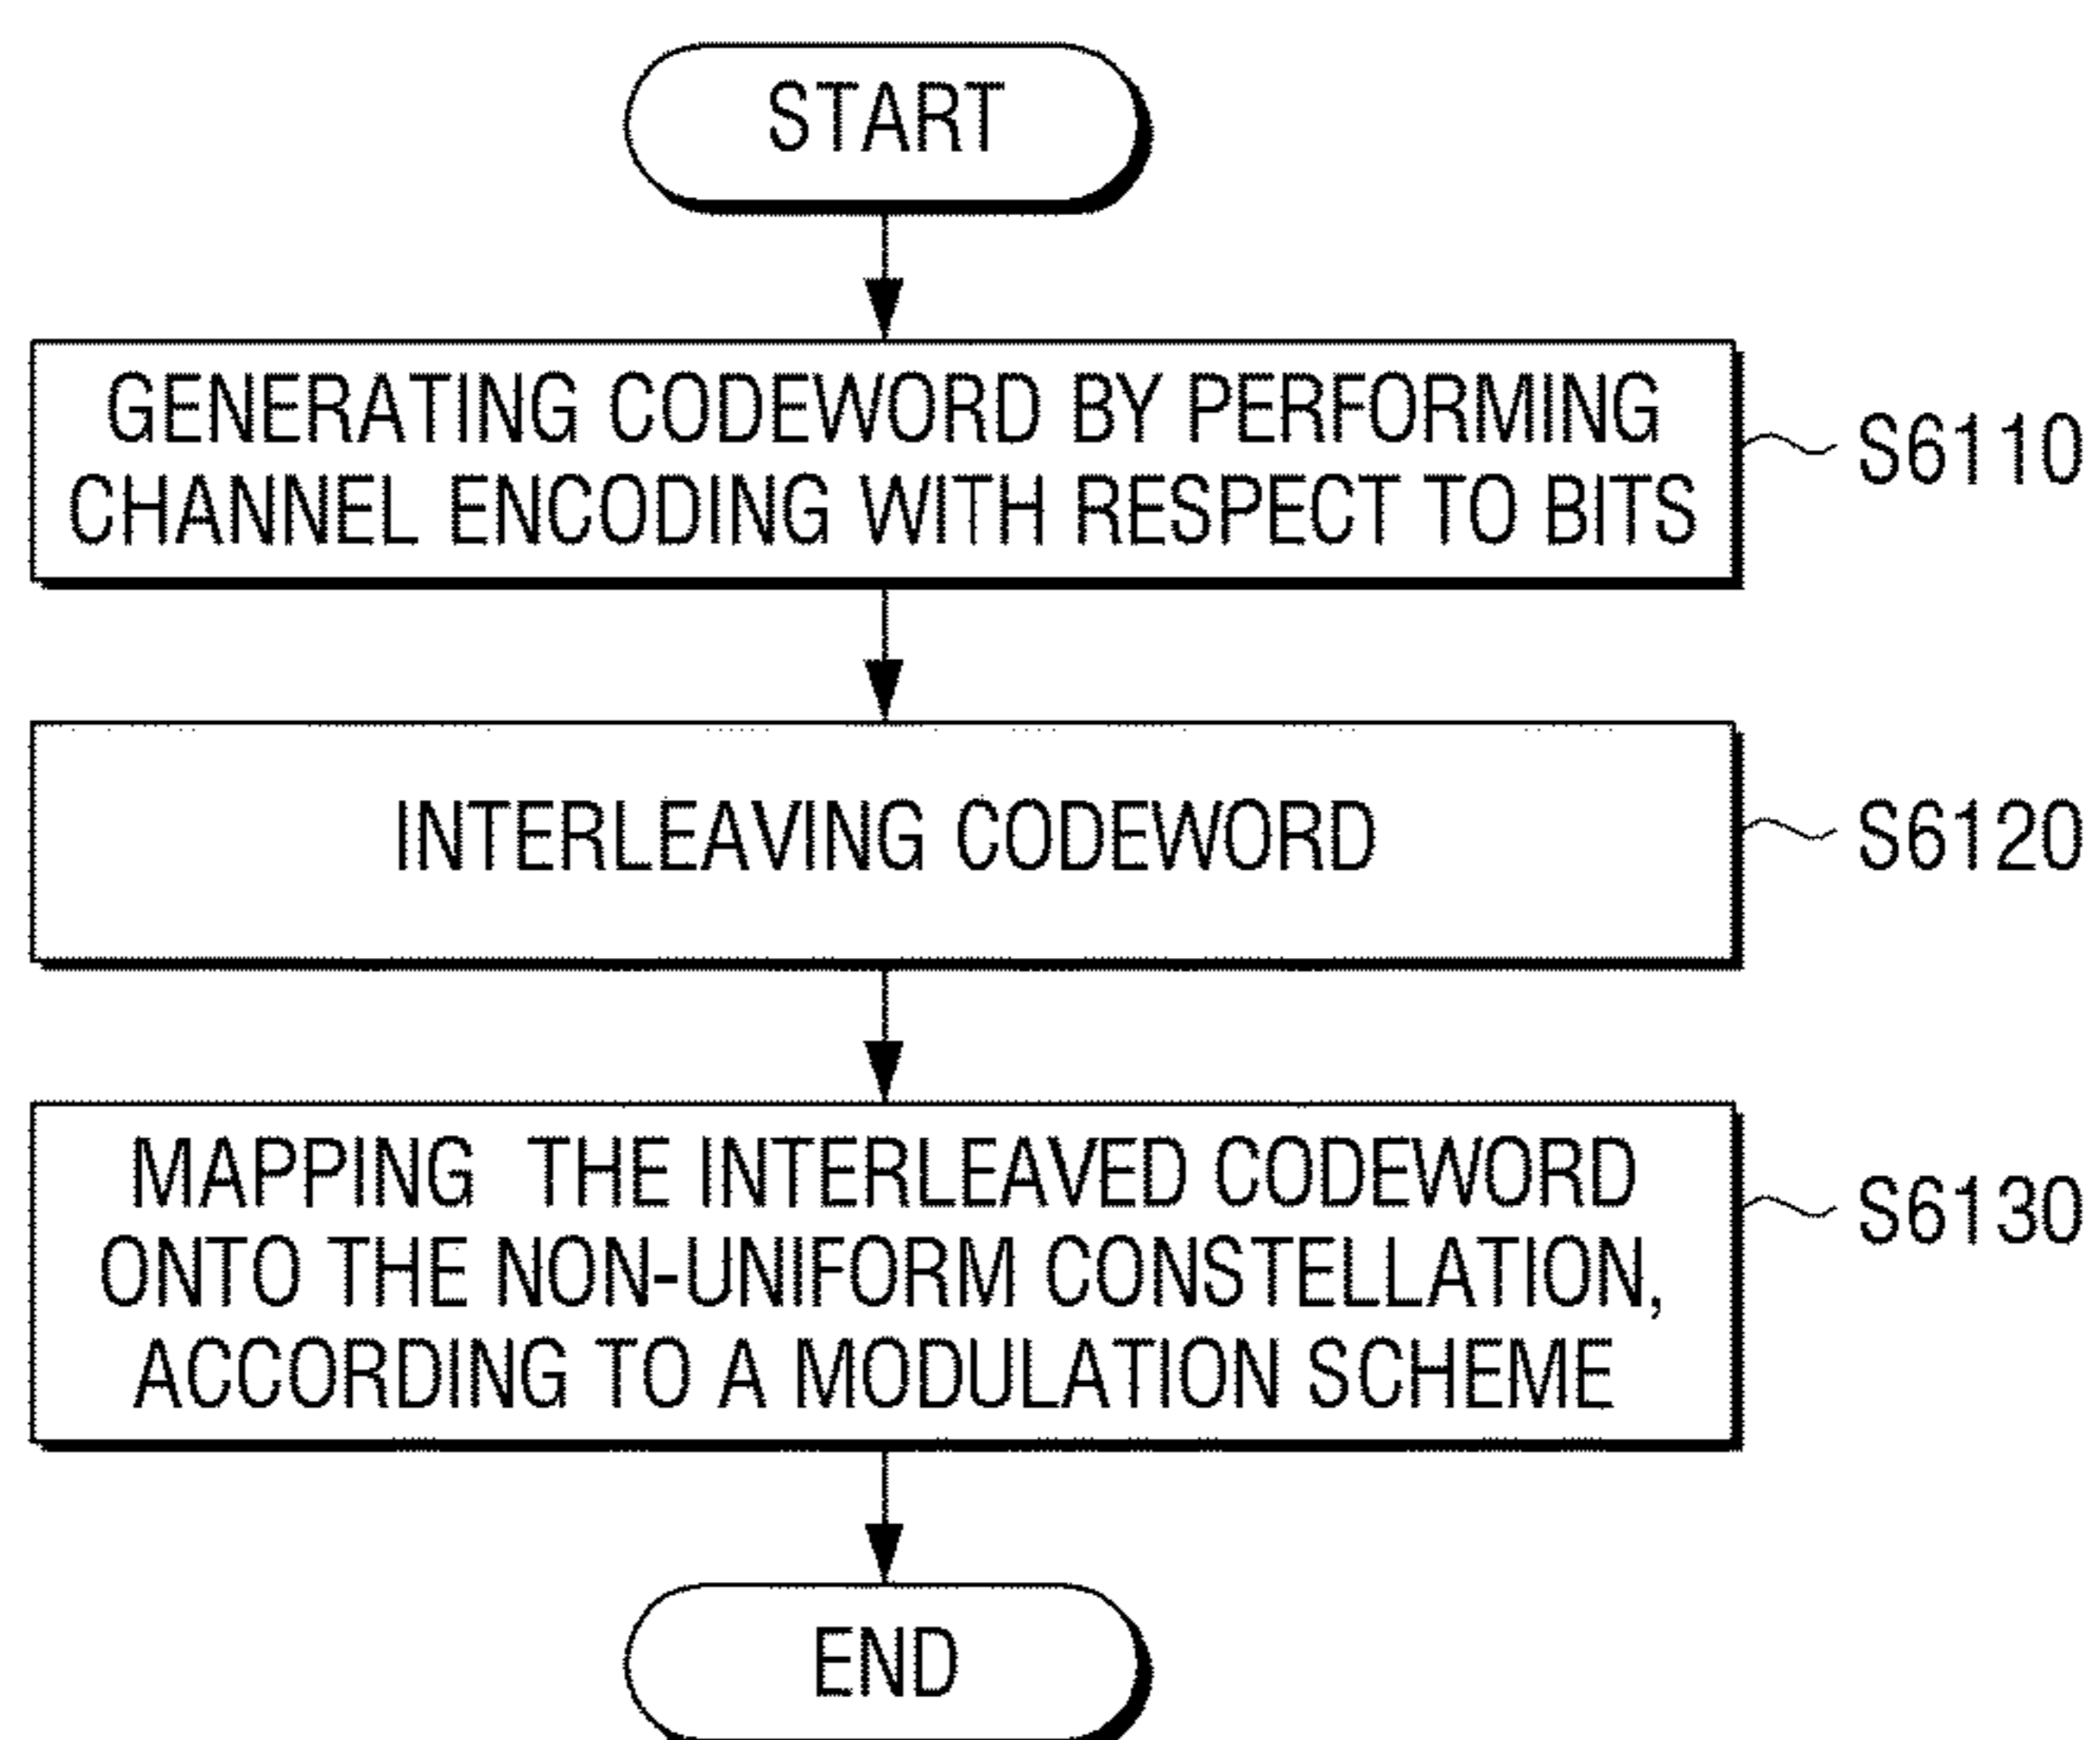 START
GENERATING CODEWORD BY PERFORMING
CHANNEL ENCODING WITH RESPECT TO BITS
S6110
INTERLEAVING CODEWORD
S6120
MAPPING THE INTERLEAVED CODEWORD
ONTO THE NON-UNIFORM CONSTELLATION,
ACCORDING TO A MODULATION SCHEME
S6130
END